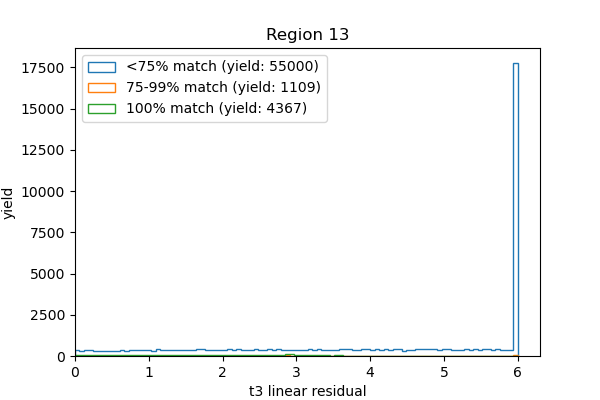 Region 13
<75% match (yield: 55000)
75-99% match (yield: 1109)
100% match (yield: 4367)
17500
15000
12500
10000
7500
5000
2500
0
yield
0 1 2 3 4 5 6
t3 linear residual